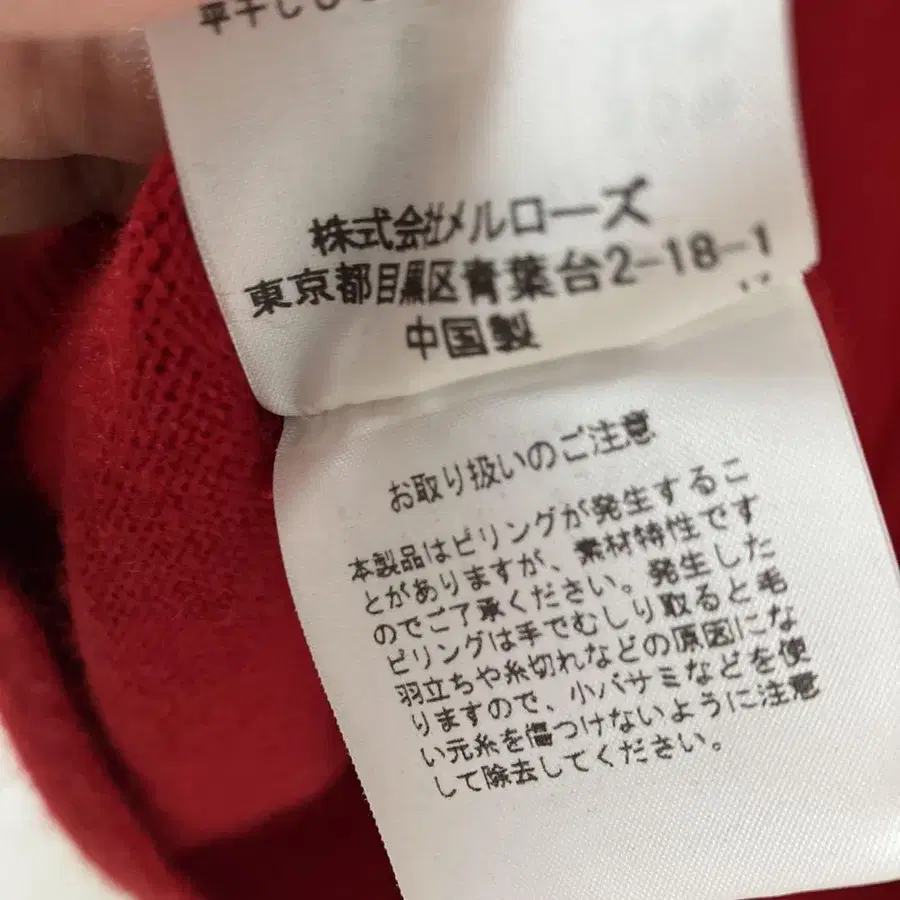 平干し
株式会社メルローズ
東京都目黒区青葉台2-18-1
中国製
お取り扱いのご注意
本製品はピリングが発生するこ
とがありますが、素材特性です
のでご了承ください。発生した
ピリングは手でむしり取ると毛
羽立ちや糸切れなどの原因にな
りますので、小バサミなどを使
い元糸を傷つけないように注意
して除去してください。